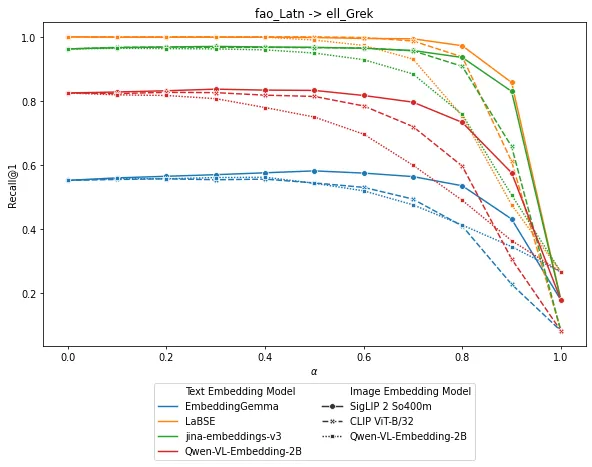 fao_Latn -> ell_Grek
Recall@1
1.0
0.8
0.6
0.4
0.2
0.0 0.2 0.4 0.6 0.8 1.0
α
Text Embedding Model
EmbeddingGemma
LaBSE
jina-embeddings-v3
Qwen-VL-Embedding-2B
Image Embedding Model
SigLIP 2 So400m
CLIP ViT-B/32
Qwen-VL-Embedding-2B